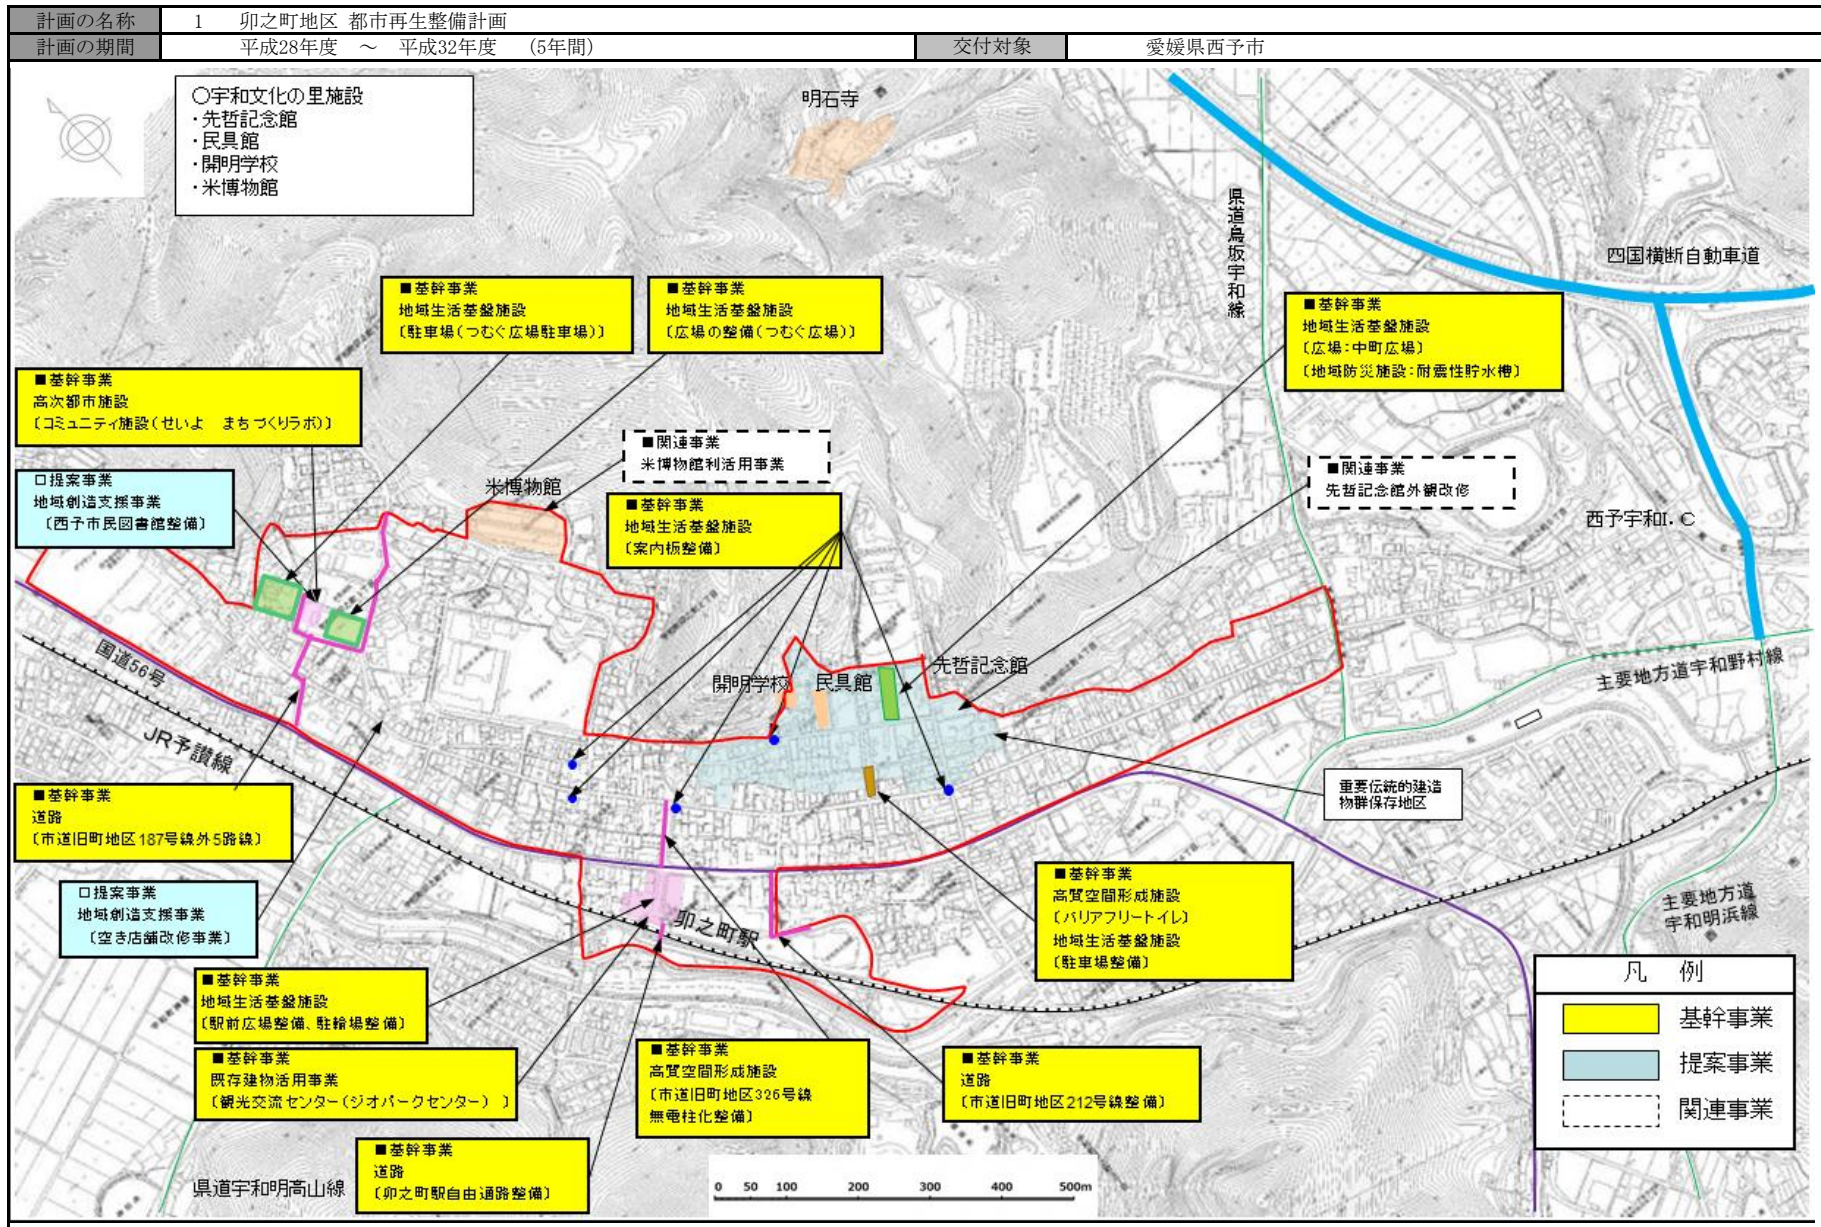 計画の名称 1 卯之町地区 都市再生整備計画
計画の期間 平成28年度 ～ 平成32年度 (5年間) 交付対象 愛媛県西予市
○宇和文化の里施設
・先哲記念館
・民具館
・開明学校
・米博物館
明石寺
県道鳥坂宇和線
四国横断自動車道
■基幹事業
地域生活基盤施設
〔駐車場(つむぐ広場駐車場)〕
■基幹事業
地域生活基盤施設
〔広場の整備(つむぐ広場)〕
■基幹事業
地域生活基盤施設
〔広場:中町広場〕
〔地域防災施設:耐震性貯水槽〕
■基幹事業
高次都市施設
〔コミュニティ施設(せいよ まちづくりラボ)〕
■関連事業
米博物館利活用事業
■関連事業
先哲記念館外観改修
口提案事業
地域創造支援事業
〔西予市民図書館整備〕
米博物館
■基幹事業
地域生活基盤施設
〔案内板整備〕
西予宇和I.C
国道56号
JR予讃線
開明学校
民具館
先哲記念館
主要地方道宇和野村線
重要伝統的建造
物群保存地区
■基幹事業
道路
〔市道旧町地区187号線外5路線〕
口提案事業
地域創造支援事業
〔空き店舗改修事業〕
■基幹事業
高質空間形成施設
〔バリアフリートイレ〕
地域生活基盤施設
〔駐車場整備〕
主要地方道
宇和明浜線
卯之町駅
■基幹事業
地域生活基盤施設
〔駅前広場整備、駐輪場整備〕
■基幹事業
既存建物活用事業
〔観光交流センター(ジオパークセンター) 〕
■基幹事業
高質空間形成施設
〔市道旧町地区326号線
無電柱化整備〕
■基幹事業
道路
〔市道旧町地区212号線整備〕
■基幹事業
道路
〔卯之町駅自由通路整備〕
県道宇和明高山線
0 50 100 200 300 400 500m
凡 例
基幹事業
提案事業
関連事業